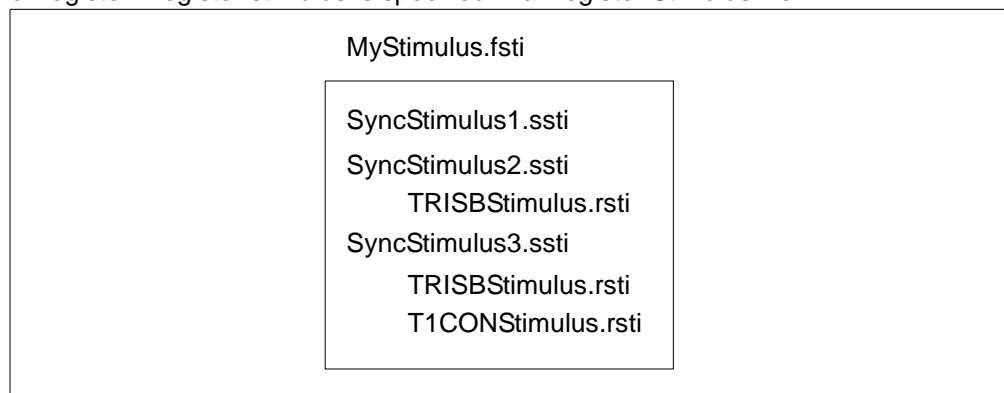 MyStimulus.fsti
SyncStimulus1.ssti
SyncStimulus2.ssti
TRISBStimulus.rsti
SyncStimulus3.ssti
TRISBStimulus.rsti
T1CONStimulus.rsti